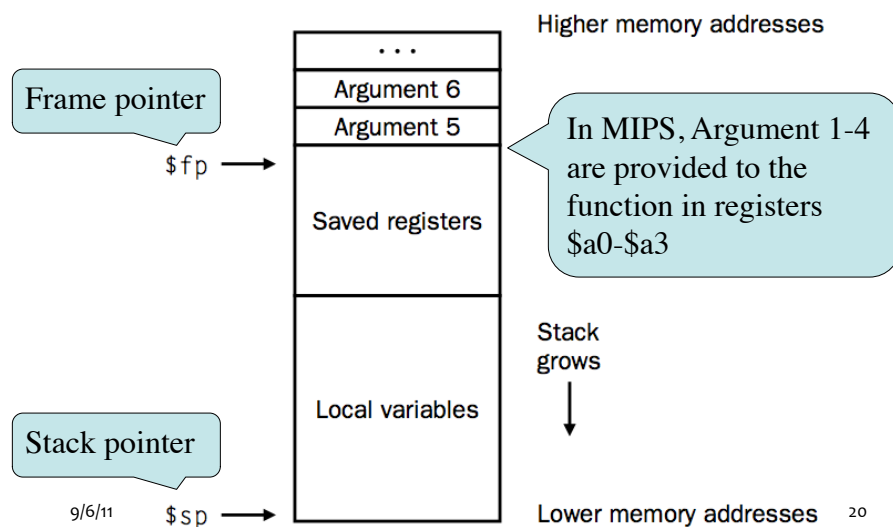 Higher memory addresses
. . .
Argument 6
Argument 5
Frame pointer
$fp
In MIPS, Argument 1-4
are provided to the
function in registers
$a0-$a3
Saved registers
Stack
grows
Local variables
Stack pointer
9/6/11
$sp
Lower memory addresses
20